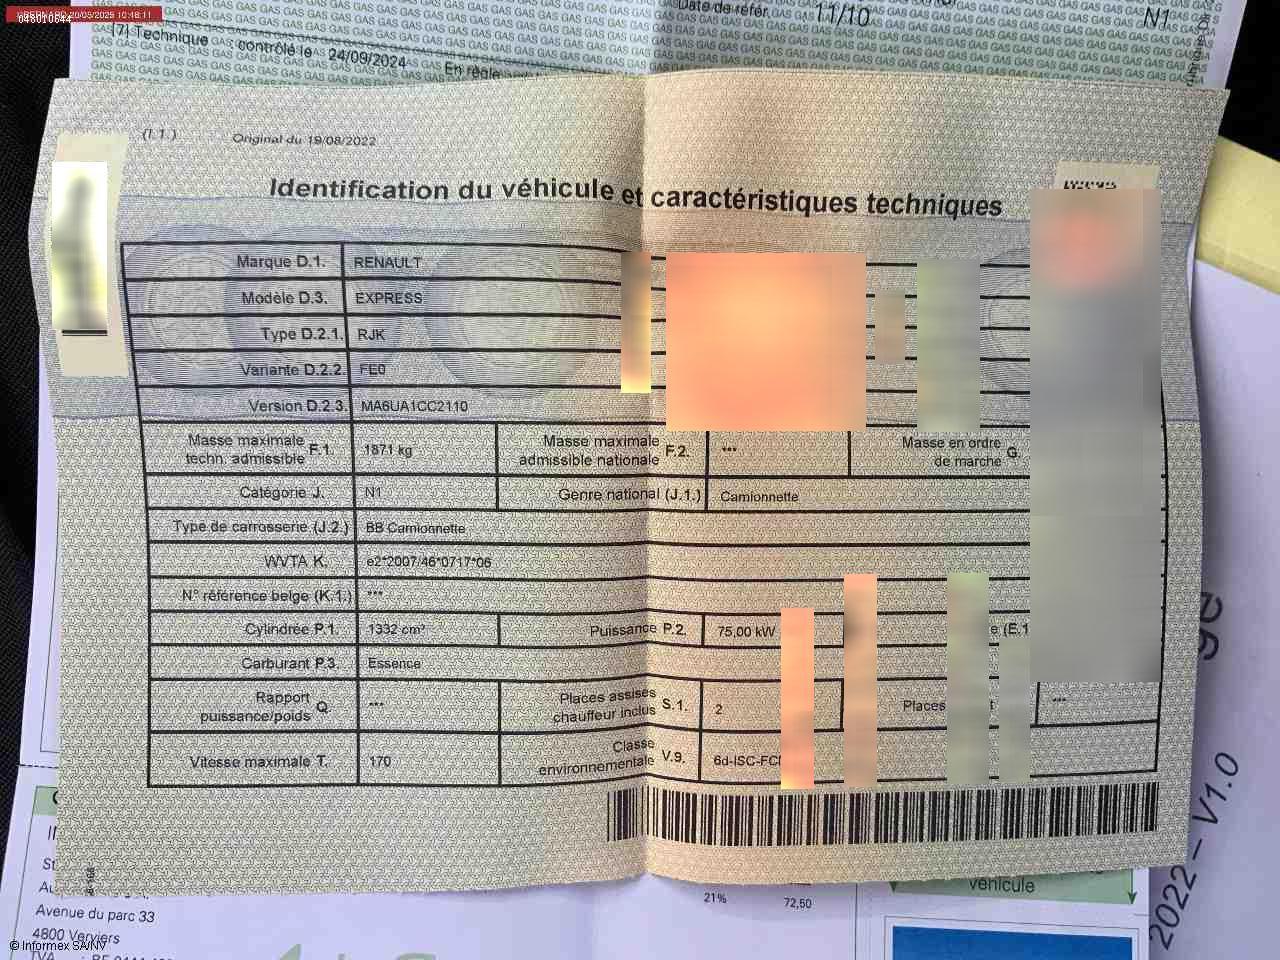 20/05/2025 10:18:11
Date de référ. 11/10 N1
(7) Technique : contrôlé le 24/09/2024 En règle
(I.1.) Original du 19/08/2022
Identification du véhicule et caractéristiques techniques
Marque D.1. RENAULT
Modèle D.3. EXPRESS
Type D.2.1. RJK
Variante D.2.2. FE0
Version D.2.3. MA6UA1CC2110
Masse maximale techn. admissible F.1. 1871 kg Masse maximale admissible nationale F.2. *** Masse en ordre de marche G.
Catégorie J. N1 Genre national (J.1.) Camionnette
Type de carrosserie (J.2.) BB Camionnette
WVTA K. e2*2007/46*0717*06
N° référence belge (K.1.) ***
Cylindrée P.1. 1332 cm³ Puissance P.2. 75,00 kW e (E.1
Carburant P.3. Essence
Rapport puissance/poids Q *** Places assises chauffeur inclus S.1. 2 Places ***
Vitesse maximale T. 170 Classe environnementale V.9. 6d-ISC-FC
21% 72,50
véhicule
Avenue du parc 33
4800 Verviers
TVA
2022 – V1.0
© Informex SA/NV